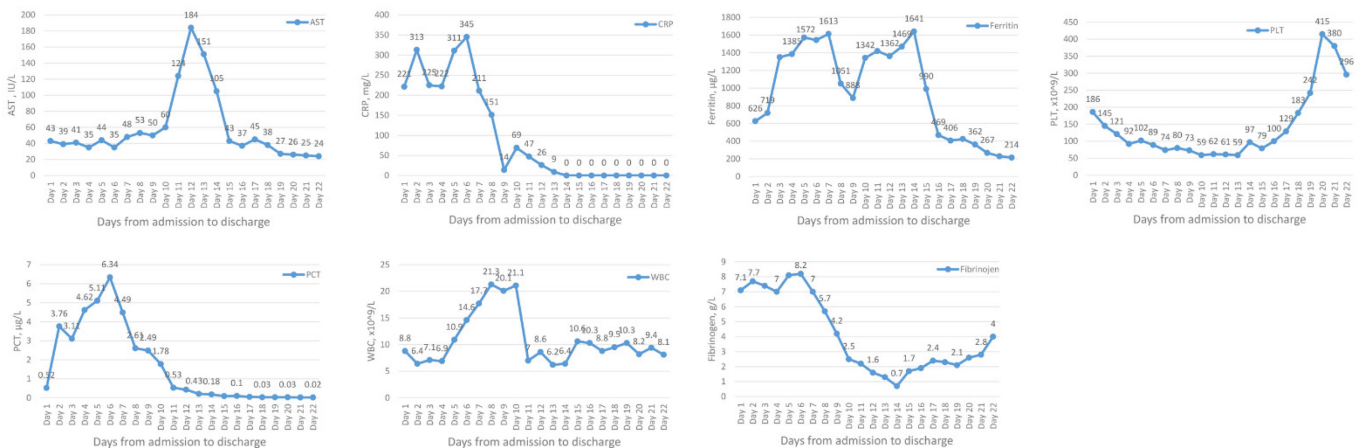 AST
AST , IU/L
200
180
160
140
120
100
80
60
40
20
0
43 39 41 35 44 35 48 53 50 60 124 184 151 105 43 37 45 38 27 26 25 24
Day 1 Day 2 Day 3 Day 4 Day 5 Day 6 Day 7 Day 8 Day 9 Day 10 Day 11 Day 12 Day 13 Day 14 Day 15 Day 16 Day 17 Day 18 Day 19 Day 20 Day 21 Day 22
Days from admission to discharge
CRP
CRP, mg/L
400
350
300
250
200
150
100
50
0
221 313 225 222 311 345 211 151 14 69 47 26 9 0 0 0 0 0 0 0 0 0
Day 1 Day 2 Day 3 Day 4 Day 5 Day 6 Day 7 Day 8 Day 9 Day 10 Day 11 Day 12 Day 13 Day 14 Day 15 Day 16 Day 17 Day 18 Day 19 Day 20 Day 21 Day 22
Days from admission to discharge
Ferritin
Ferritin, µg/L
1800
1600
1400
1200
1000
800
600
400
200
0
626 719 1385 1572 1613 1051 888 1342 1362 1469 1641 990 469 406 362 267 214
Day 1 Day 2 Day 3 Day 4 Day 5 Day 6 Day 7 Day 8 Day 9 Day 10 Day 11 Day 12 Day 13 Day 14 Day 15 Day 16 Day 17 Day 18 Day 19 Day 20 Day 21 Day 22
Days from admission to discharge
PLT
PLT, x10^9/L
450
400
350
300
250
200
150
100
50
0
186 145 121 92 102 89 74 80 73 59 62 61 59 97 79 100 129 183 242 415 380 296
Day 1 Day 2 Day 3 Day 4 Day 5 Day 6 Day 7 Day 8 Day 9 Day 10 Day 11 Day 12 Day 13 Day 14 Day 15 Day 16 Day 17 Day 18 Day 19 Day 20 Day 21 Day 22
Days from admission to discharge
PCT
PCT, µg/L
7
6
5
4
3
2
1
0
0.52 3.76 3.11 4.62 5.11 6.34 4.49 2.61 2.49 1.78 0.53 0.43 0.18 0.1 0.03 0.03 0.02
Day 1 Day 2 Day 3 Day 4 Day 5 Day 6 Day 7 Day 8 Day 9 Day 10 Day 11 Day 12 Day 13 Day 14 Day 15 Day 16 Day 17 Day 18 Day 19 Day 20 Day 21 Day 22
Days from admission to discharge
WBC
WBC, x10^9/L
25
20
15
10
5
0
8.8 6.4 7.1 6.9 10.9 14.6 17.7 21.3 20.1 21.1 7 8.6 6.2 6.4 10.6 10.3 8.8 9.5 10.3 8.2 9.4 8.1
Day 1 Day 2 Day 3 Day 4 Day 5 Day 6 Day 7 Day 8 Day 9 Day 10 Day 11 Day 12 Day 13 Day 14 Day 15 Day 16 Day 17 Day 18 Day 19 Day 20 Day 21 Day 22
Days from admission to discharge
Fibrinojen
Fibrinogen, g/L
9
8
7
6
5
4
3
2
1
0
7.1 7.7 7 8.2 7 5.7 4.2 2.5 1.6 0.7 1.7 2.4 2.1 2.8 4
Day 1 Day 2 Day 3 Day 4 Day 5 Day 6 Day 7 Day 8 Day 9 Day 10 Day 11 Day 12 Day 13 Day 14 Day 15 Day 16 Day 17 Day 18 Day 19 Day 20 Day 21 Day 22
Days from admission to discharge